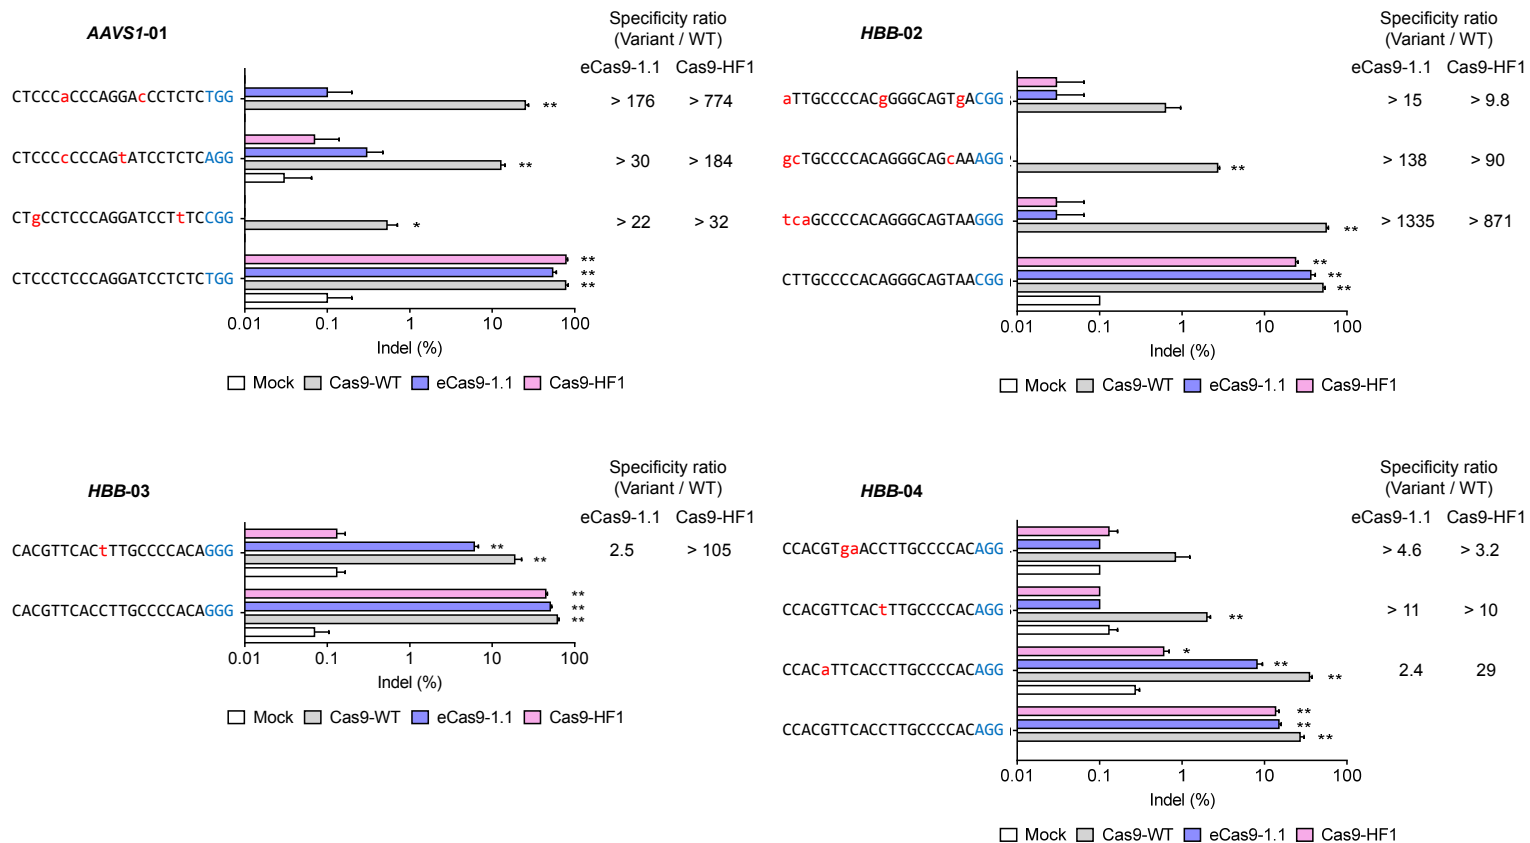 AAVS1-01
Specificity ratio
(Variant / WT)
eCas9-1.1 Cas9-HF1
CTCCCaCCCAGGAcCCTCTCTGG ** > 176 > 774
CTCCCcCCCAGtATCCTCTCAGG ** > 30 > 184
CTgCCTCCCAGGATCCTtTCCGG * > 22 > 32
CTCCCTCCCAGGATCCTCTCTGG **
**
**
0.01 0.1 1 10 100
Indel (%)
Mock Cas9-WT eCas9-1.1 Cas9-HF1
HBB-02
Specificity ratio
(Variant / WT)
eCas9-1.1 Cas9-HF1
aTTGCCCCACgGGGCAGTgACGG > 15 > 9.8
gcTGCCCCACAGGGCAGcAAAGG ** > 138 > 90
tcaGCCCCACAGGGCAGTAAGGG ** > 1335 > 871
CTTGCCCCACAGGGCAGTAACGG **
**
**
0.01 0.1 1 10 100
Indel (%)
Mock Cas9-WT eCas9-1.1 Cas9-HF1
HBB-03
Specificity ratio
(Variant / WT)
eCas9-1.1 Cas9-HF1
CACGTTCACtTTGCCCCACAGGG ** ** 2.5 > 105
CACGTTCACCTTGCCCCACAGGG **
**
**
0.01 0.1 1 10 100
Indel (%)
Mock Cas9-WT eCas9-1.1 Cas9-HF1
HBB-04
Specificity ratio
(Variant / WT)
eCas9-1.1 Cas9-HF1
CCACGTgaACCTTGCCCCACAGG > 4.6 > 3.2
CCACGTTCACtTTGCCCCACAGG ** > 11 > 10
*
CCACaTTCACCTTGCCCCACAGG ** 2.4 29
**
CCACGTTCACCTTGCCCCACAGG **
**
**
0.01 0.1 1 10 100
Indel (%)
Mock Cas9-WT eCas9-1.1 Cas9-HF1